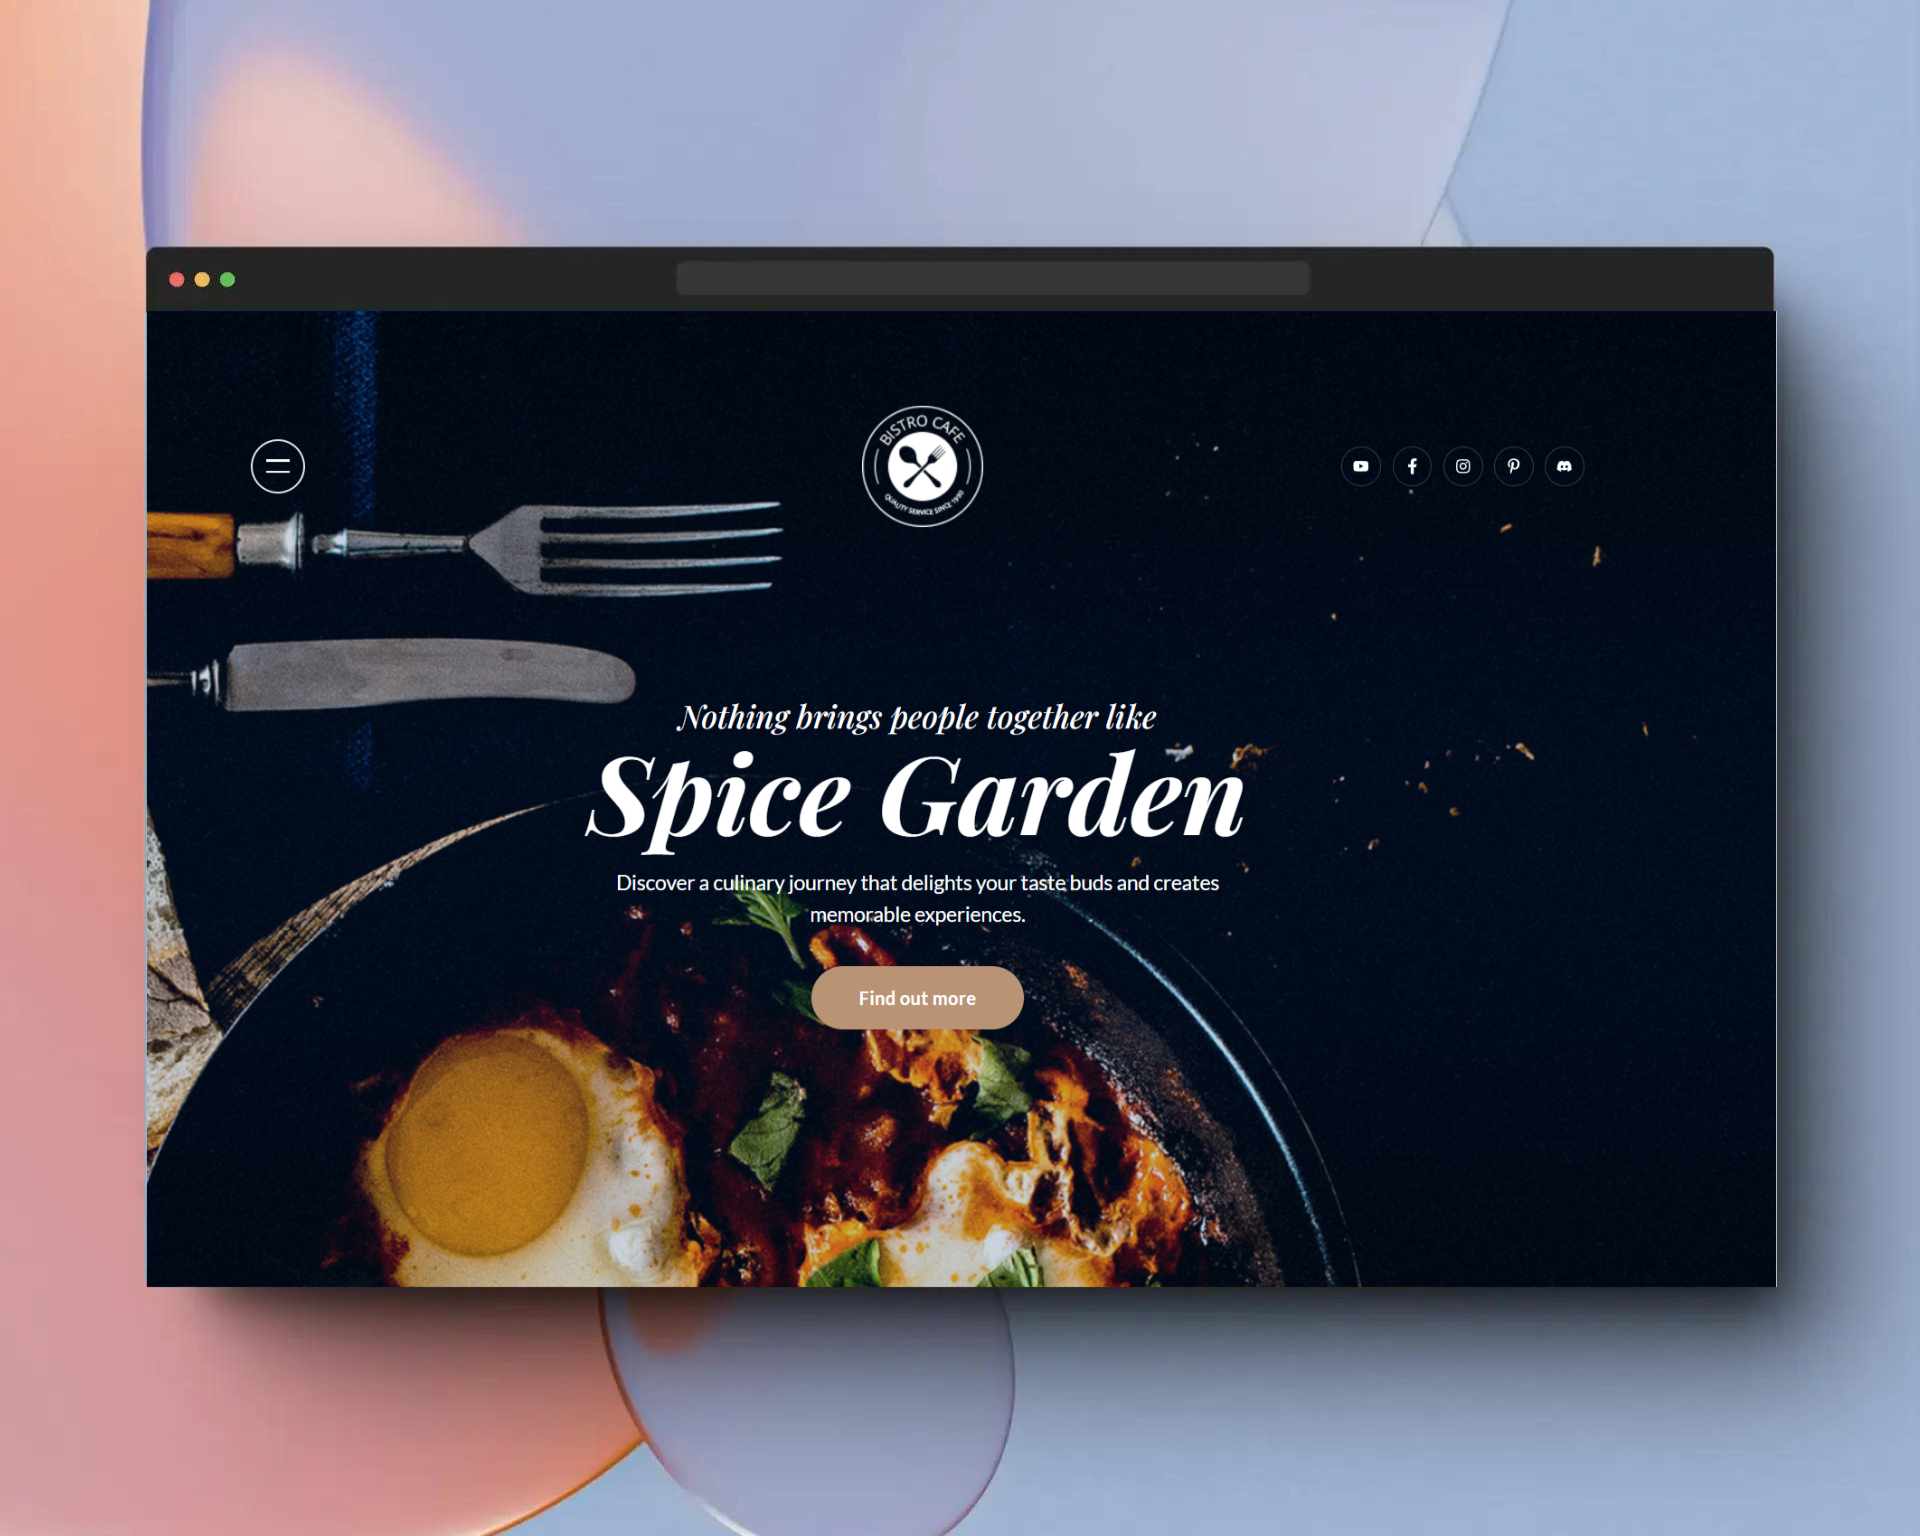 BISTRO CAFE
QUALITY SERVICE SINCE 1990
Nothing brings people together like
Spice Garden
Discover a culinary journey that delights your taste buds and creates
memorable experiences.
Find out more